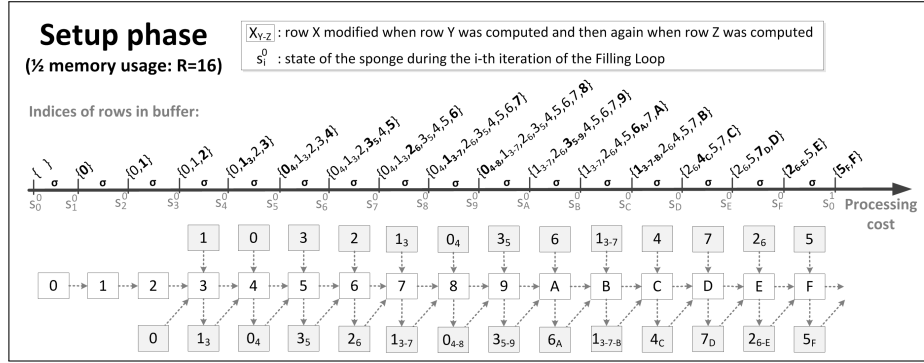 Setup phase
(½ memory usage: R=16)
X_{Y-Z} : row X modified when row Y was computed and then again when row Z was computed
s_i^0 : state of the sponge during the i-th iteration of the Filling Loop
Indices of rows in buffer:
{ } {0} {0,1} {0,1,2} {0,1_3,2,3} {0_4,1_3,2,3,4} {0_4,1_3,2,3_5,4,5} {0_4,1_3,2_6,3_5,4,5,6} {0_4,1_{3-7},2_6,3_5,4,5,6,7} {0_{4-8},1_{3-7},2_6,3_5,4,5,6,7,8} {1_{3-7},2_6,3_{5-9},4,5,6,7,9} {1_{3-7},2_6,4,5,6_A,7,A} {1_{3-7-B},2_6,4,5,7,B} {2_6,4_C,5,7,C} {2_6,5,7_D,D} {2_{6-E},5,E} {5_F,F}
σ σ σ σ σ σ σ σ σ σ σ σ σ σ σ σ
s_0^0 s_1^0 s_2^0 s_3^0 s_4^0 s_5^0 s_6^0 s_7^0 s_8^0 s_9^0 s_A^0 s_B^0 s_C^0 s_D^0 s_E^0 s_F^0 s_0^1 Processing
cost
1 0 3 2 1_3 0_4 3_5 6 1_{3-7} 4 7 2_6 5
0 1 2 3 4 5 6 7 8 9 A B C D E F
0 1_3 0_4 3_5 2_6 1_{3-7} 0_{4-8} 3_{5-9} 6_A 1_{3-7-B} 4_C 7_D 2_{6-E} 5_F